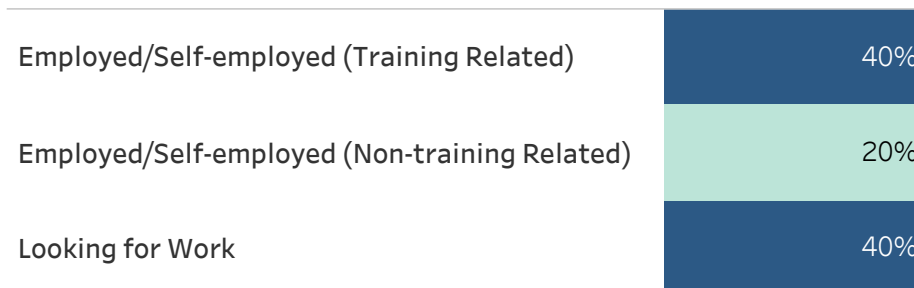 Employed/Self-employed (Training Related) 40%
Employed/Self-employed (Non-training Related) 20%
Looking for Work 40%